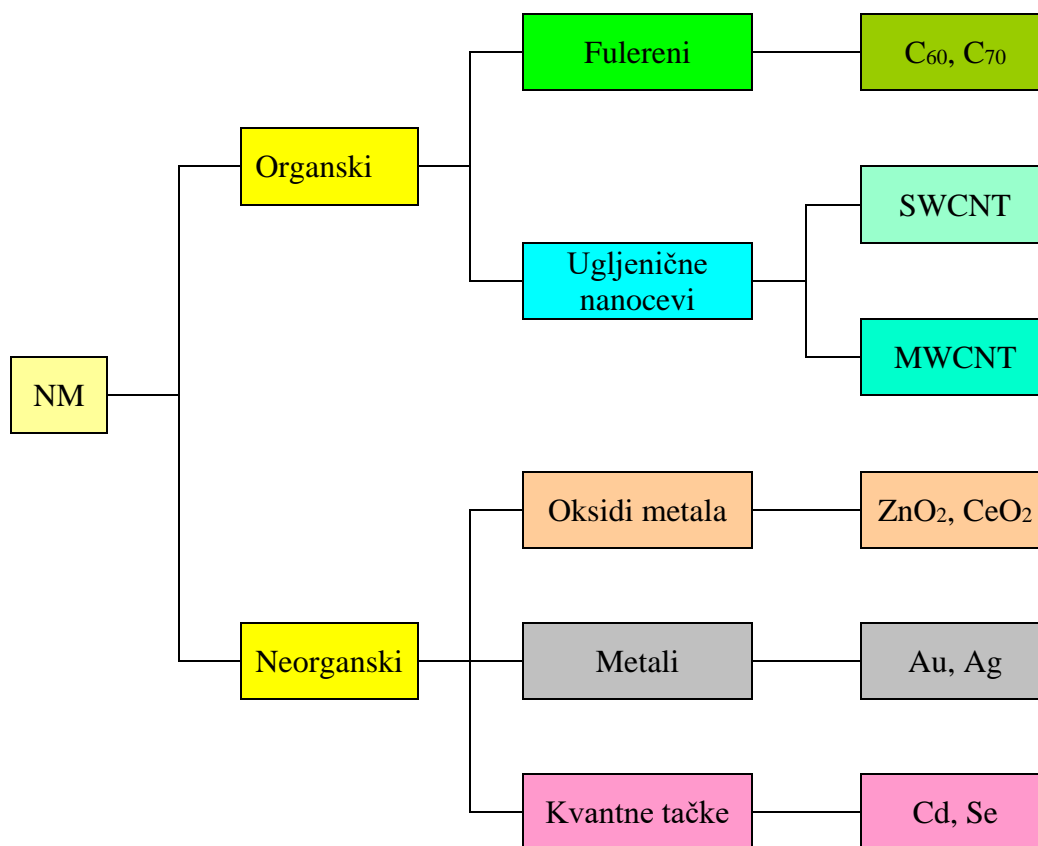 Fulereni
C₆₀, C₇₀
Organski
SWCNT
Ugljenične
nanocevi
MWCNT
NM
Oksidi metala
ZnO₂, CeO₂
Neorganski
Metali
Au, Ag
Kvantne tačke
Cd, Se